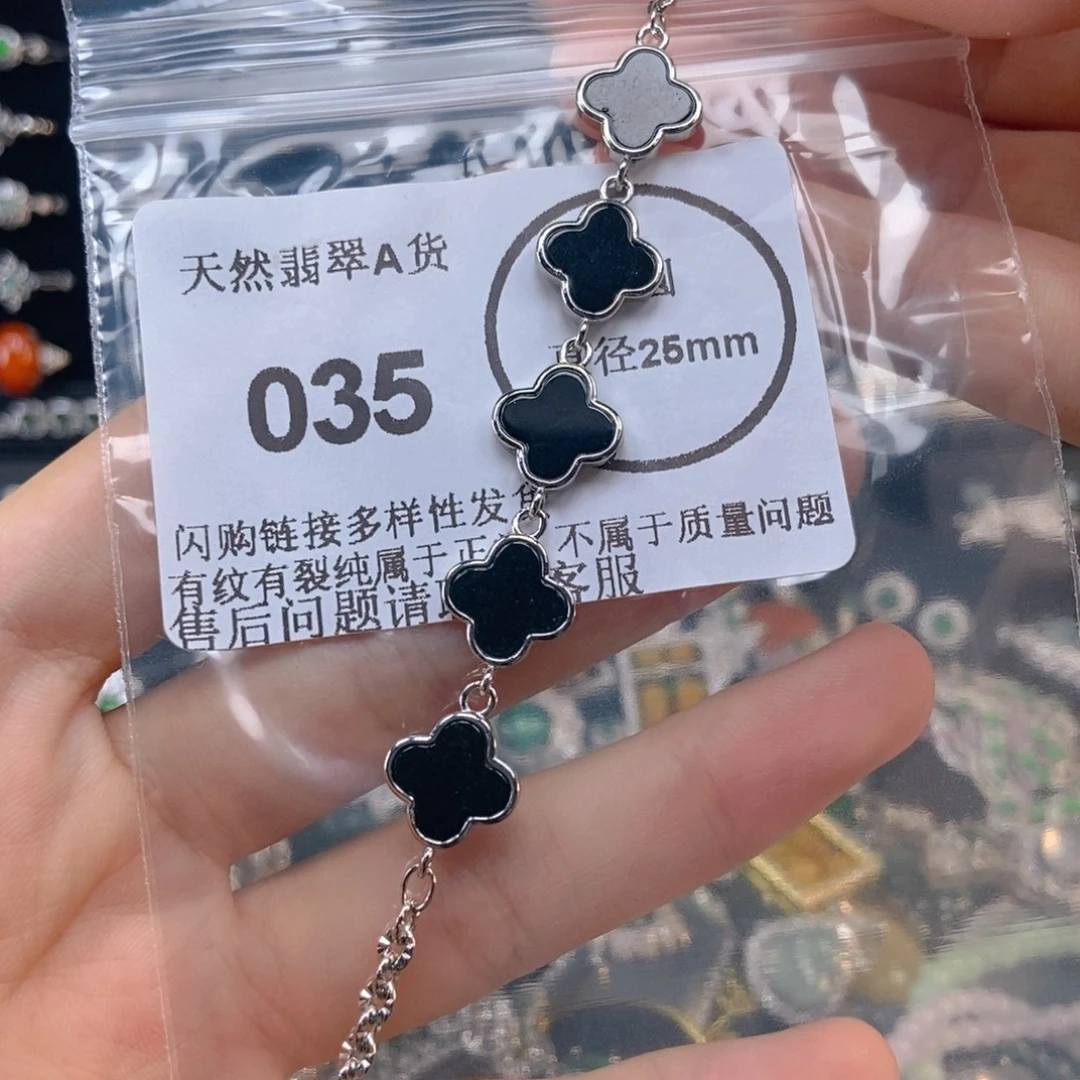 天然翡翠A货
035
径25mm
闪购链接多样性发 不属于质量问题
有纹有裂纯属于正
售后问题请 客服